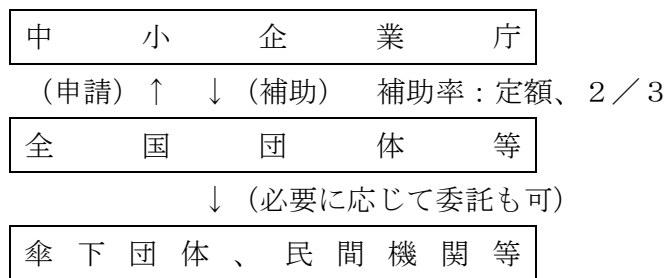 中小企業庁
(申請)↑ ↓(補助) 補助率:定額、2/3
全国団体等
↓(必要に応じて委託も可)
傘下団体、民間機関等